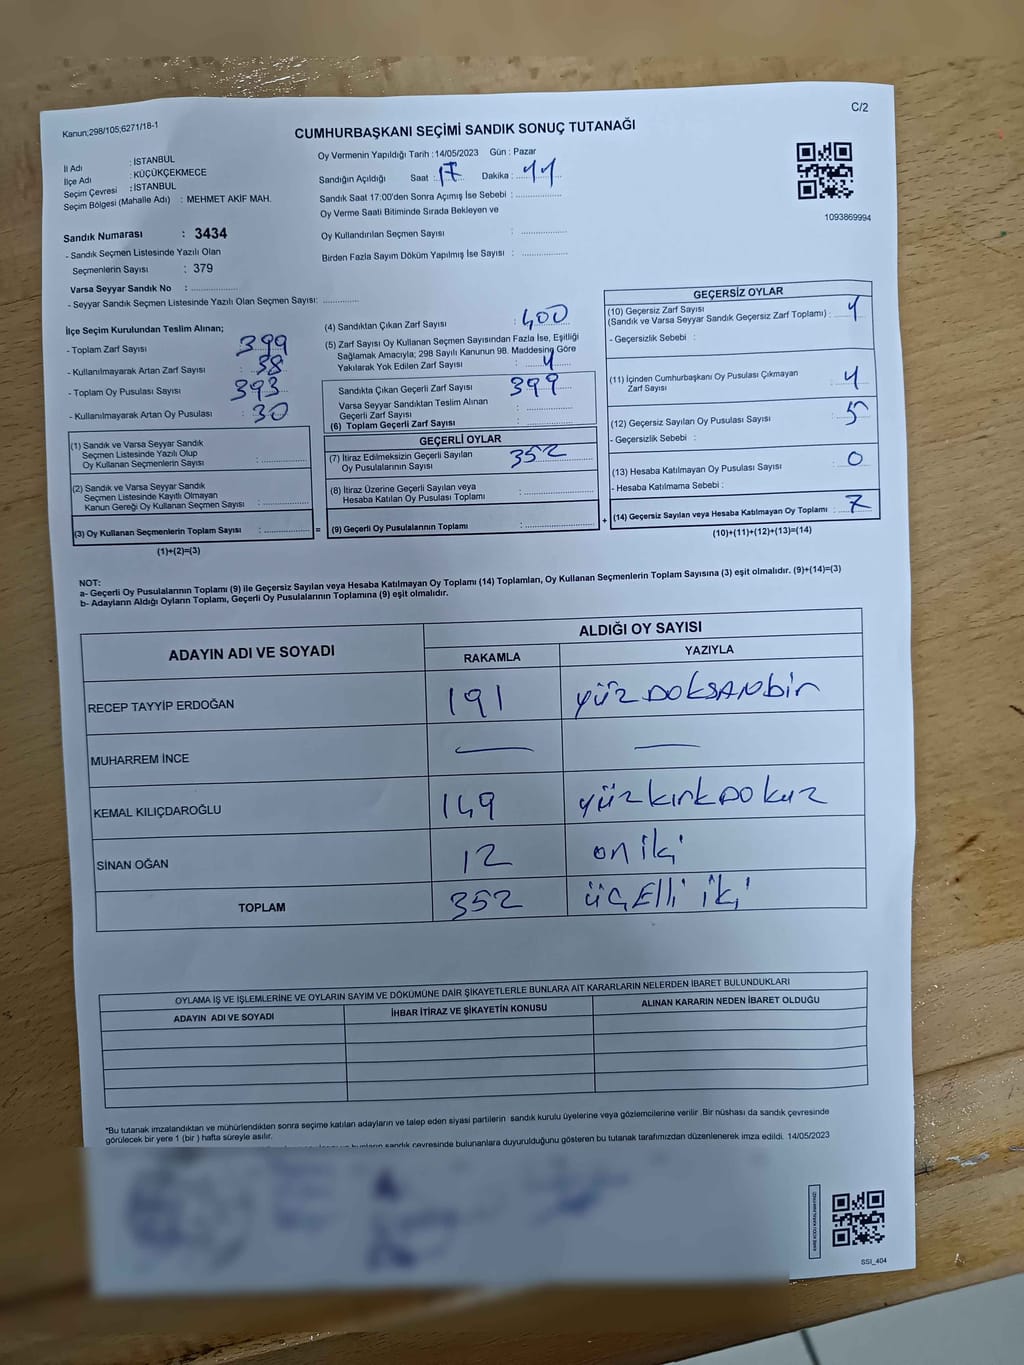 C/2
Kanun;298/105;6271/18-1
CUMHURBAŞKANI SEÇİMİ SANDIK SONUÇ TUTANAĞI
İl Adı : İSTANBUL
İlçe Adı : KÜÇÜKÇEKMECE
Seçim Çevresi : İSTANBUL
Seçim Bölgesi (Mahalle Adı) : MEHMET AKİF MAH.
Sandık Numarası : 3434
- Sandık Seçmen Listesinde Yazılı Olan
Seçmenlerin Sayısı : 379
Varsa Seyyar Sandık No :
- Seyyar Sandık Seçmen Listesinde Yazılı Olan Seçmen Sayısı:
Oy Vermenin Yapıldığı Tarih : 14/05/2023 Gün : Pazar
Sandığın Açıldığı Saat : 17 Dakika : 11
Sandık Saat 17:00'den Sonra Açımış İse Sebebi :
Oy Verme Saati Bitiminde Sırada Bekleyen ve
Oy Kullandırılan Seçmen Sayısı :
Birden Fazla Sayım Döküm Yapılmış İse Sayısı :
1093869994
İlçe Seçim Kurulundan Teslim Alınan;
- Toplam Zarf Sayısı 399
- Kullanılmayarak Artan Zarf Sayısı 38
- Toplam Oy Pusulası Sayısı 393
- Kullanılmayarak Artan Oy Pusulası : 30
(1) Sandık ve Varsa Seyyar Sandık
Seçmen Listesinde Yazılı Olup
Oy Kullanan Seçmenlerin Sayısı :
(2) Sandık ve Varsa Seyyar Sandık
Seçmen Listesinde Kayıtlı Olmayan
Kanun Gereği Oy Kullanan Seçmen Sayısı :
(3) Oy Kullanan Seçmenlerin Toplam Sayısı : =
(1)+(2)=(3)
(4) Sandıktan Çıkan Zarf Sayısı : 400
(5) Zarf Sayısı Oy Kullanan Seçmen Sayısından Fazla İse, Eşitliği
Sağlamak Amacıyla; 298 Sayılı Kanunun 98. Maddesine Göre
Yakılarak Yok Edilen Zarf Sayısı : 1
Sandıkta Çıkan Geçerli Zarf Sayısı 399
Varsa Seyyar Sandıktan Teslim Alınan
Geçerli Zarf Sayısı :
(6) Toplam Geçerli Zarf Sayısı :
GEÇERLİ OYLAR
(7) İtiraz Edilmeksizin Geçerli Sayılan
Oy Pusulalarının Sayısı 352
(8) İtiraz Üzerine Geçerli Sayılan veya
Hesaba Katılan Oy Pusulası Toplamı :
(9) Geçerli Oy Pusulalarının Toplamı : +
GEÇERSİZ OYLAR
(10) Geçersiz Zarf Sayısı
(Sandık ve Varsa Seyyar Sandık Geçersiz Zarf Toplamı) : 1
- Geçersizlik Sebebi :
(11) İçinden Cumhurbaşkanı Oy Pusulası Çıkmayan
Zarf Sayısı : 1
(12) Geçersiz Sayılan Oy Pusulası Sayısı : 5
- Geçersizlik Sebebi :
(13) Hesaba Katılmayan Oy Pusulası Sayısı : 0
- Hesaba Katılmama Sebebi :
(14) Geçersiz Sayılan veya Hesaba Katılmayan Oy Toplamı : 7
(10)+(11)+(12)+(13)=(14)
NOT:
a- Geçerli Oy Pusulalarının Toplamı (9) ile Geçersiz Sayılan veya Hesaba Katılmayan Oy Toplamı (14) Toplamları, Oy Kullanan Seçmenlerin Toplam Sayısına (3) eşit olmalıdır. (9)+(14)=(3)
b- Adayların Aldığı Oyların Toplamı, Geçerli Oy Pusulalarının Toplamına (9) eşit olmalıdır.
ADAYIN ADI VE SOYADI ALDIĞI OY SAYISI
RAKAMLA YAZIYLA
RECEP TAYYİP ERDOĞAN 191 yüzDOKSANbir
MUHARREM İNCE — —
KEMAL KILIÇDAROĞLU 149 yüzkırkDOkuz
SİNAN OĞAN 12 on iki
TOPLAM 352 üçElli iki
OYLAMA İŞ VE İŞLEMLERİNE VE OYLARIN SAYIM VE DÖKÜMÜNE DAİR ŞİKAYETLERLE BUNLARA AİT KARARLARIN NELERDEN İBARET BULUNDUKLARI
ADAYIN ADI VE SOYADI İHBAR İTİRAZ VE ŞİKAYETİN KONUSU ALINAN KARARIN NEDEN İBARET OLDUĞU
*Bu tutanak imzalandıktan ve mühürlendikten sonra seçime katılan adayların ve talep eden siyasi partilerin sandık kurulu üyelerine veya gözlemcilerine verilir .Bir nüshası da sandık çevresinde
görülecek bir yere 1 (bir ) hafta süreyle asılır.
sandık çevresinde bulunanlara duyurulduğunu gösteren bu tutanak tarafımızdan düzenlenerek imza edildi. 14/05/2023
SSI_404